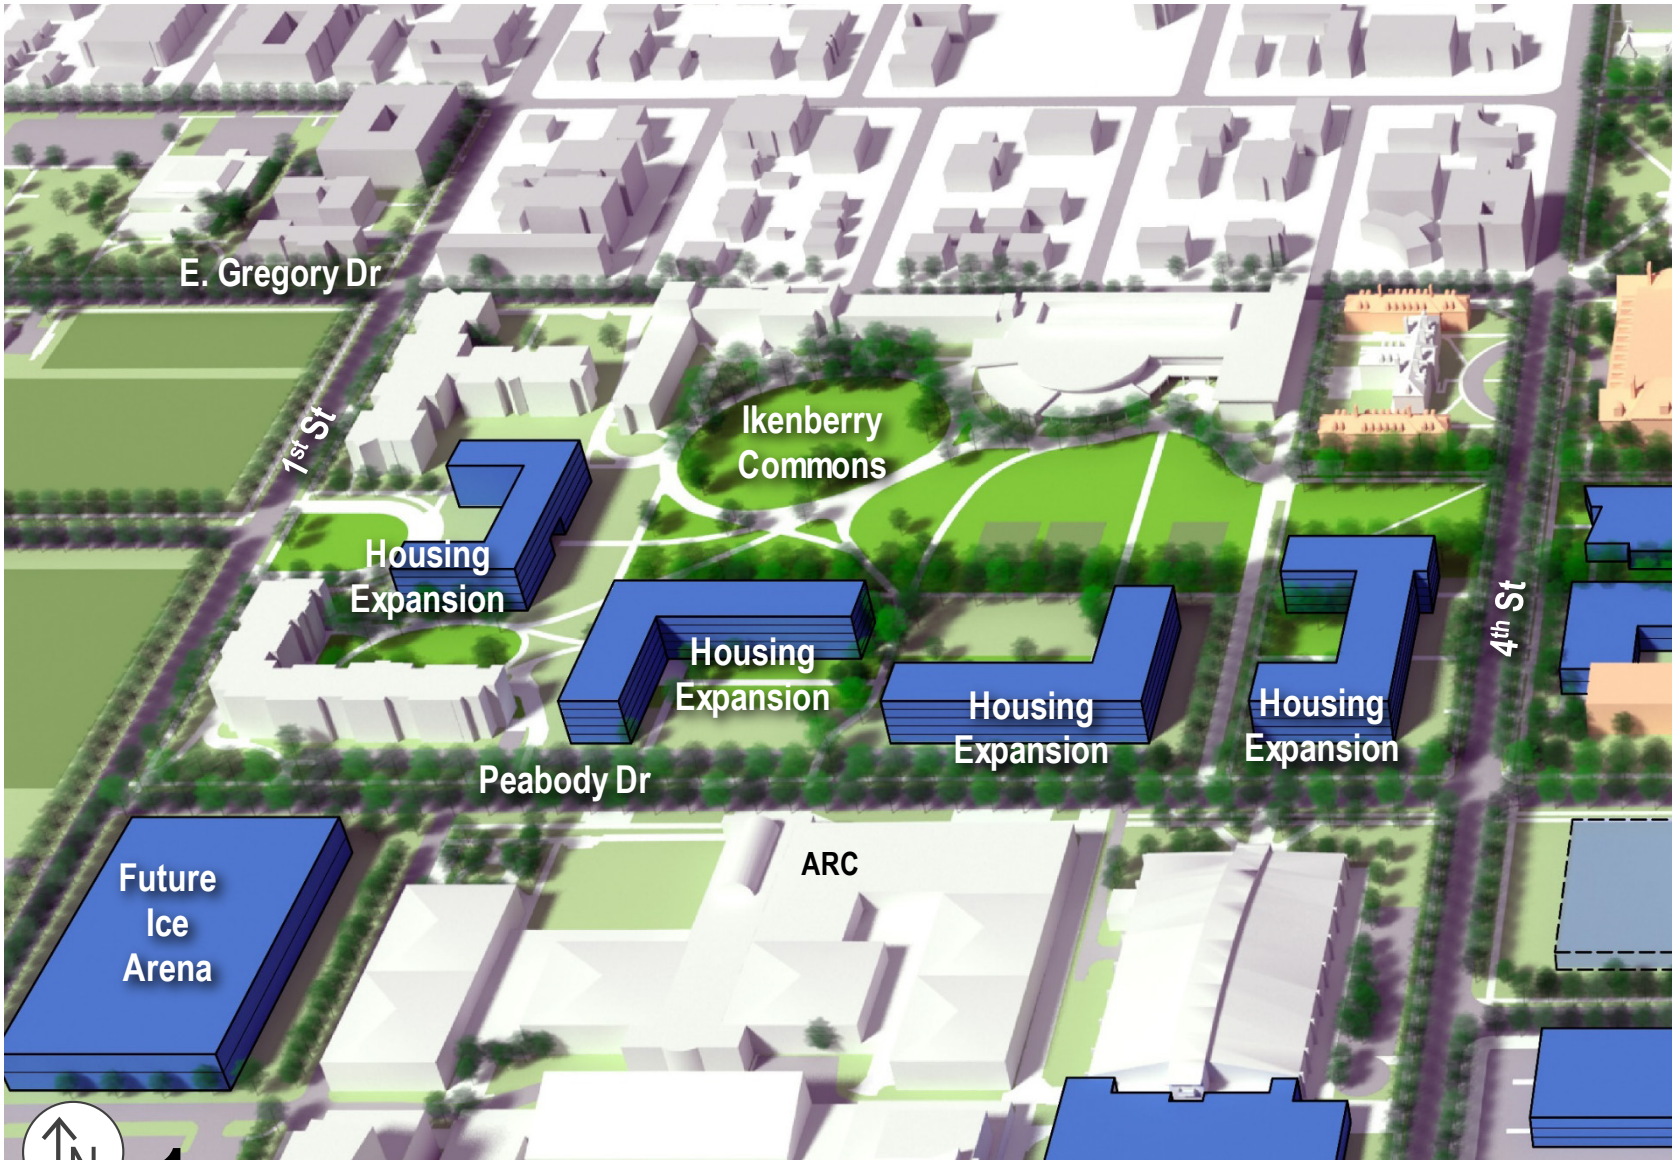 E. Gregory Dr
1st St
Ikenberry
Commons
Housing
Expansion
4th St
Housing
Expansion
Housing
Expansion
Housing
Expansion
Peabody Dr
ARC
Future
Ice
Arena
N